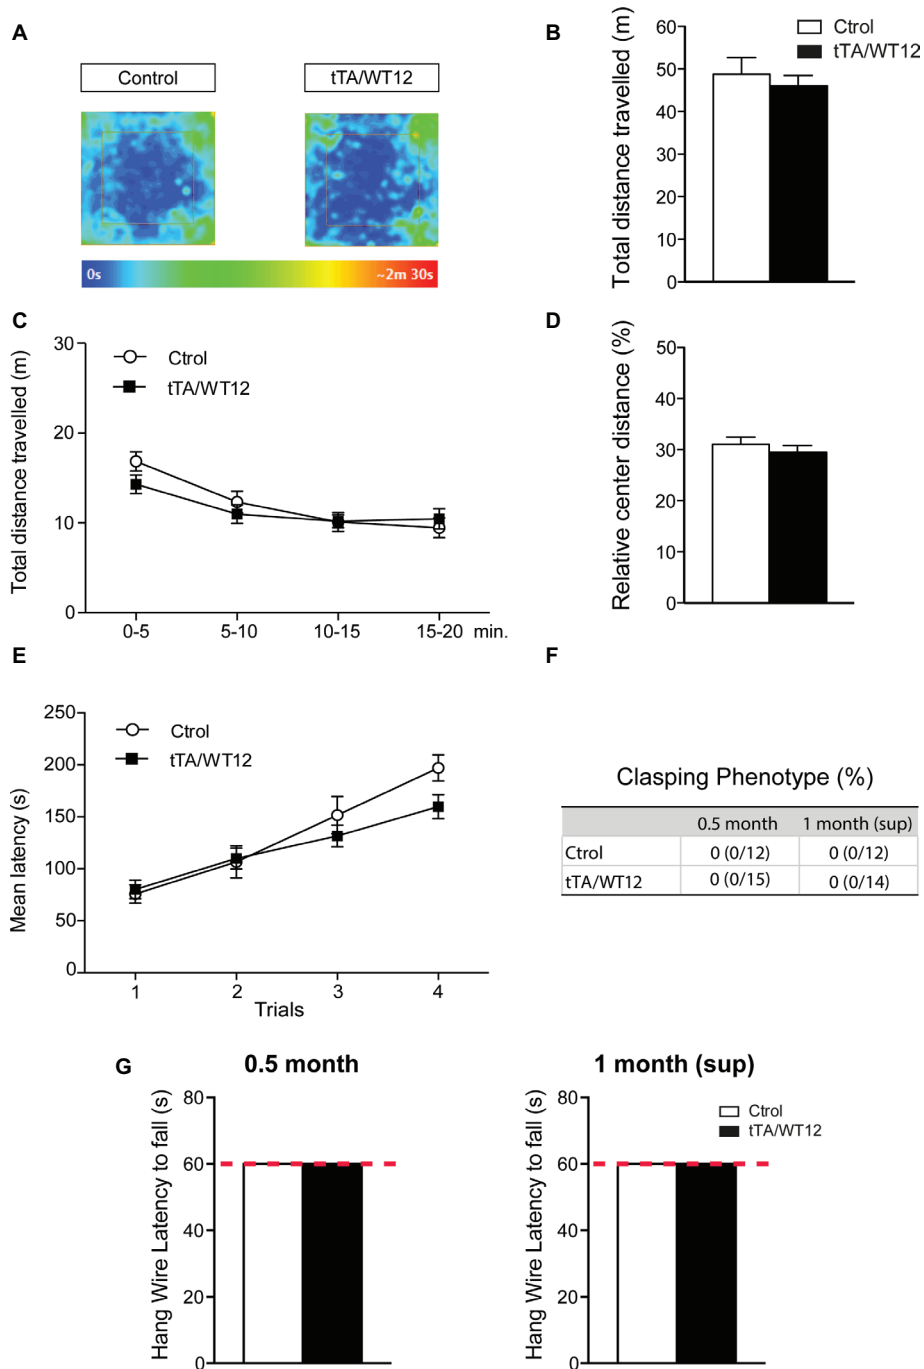 A
Control
tTA/WT12
0s
~2m 30s
B
Total distance travelled (m)
60
50
40
30
20
10
0
Ctrol
tTA/WT12
C
Total distance travelled (m)
30
20
10
0
Ctrol
tTA/WT12
0-5
5-10
10-15
15-20
min.
D
Relative center distance (%)
50
40
30
20
10
0
E
Mean latency (s)
250
200
150
100
50
0
Ctrol
tTA/WT12
1
2
3
4
Trials
F
Clasping Phenotype (%)
0.5 month 1 month (sup)
Ctrol 0 (0/12) 0 (0/12)
tTA/WT12 0 (0/15) 0 (0/14)
G
0.5 month
Hang Wire Latency to fall (s)
80
60
40
20
0
1 month (sup)
Hang Wire Latency to fall (s)
80
60
40
20
0
Ctrol
tTA/WT12